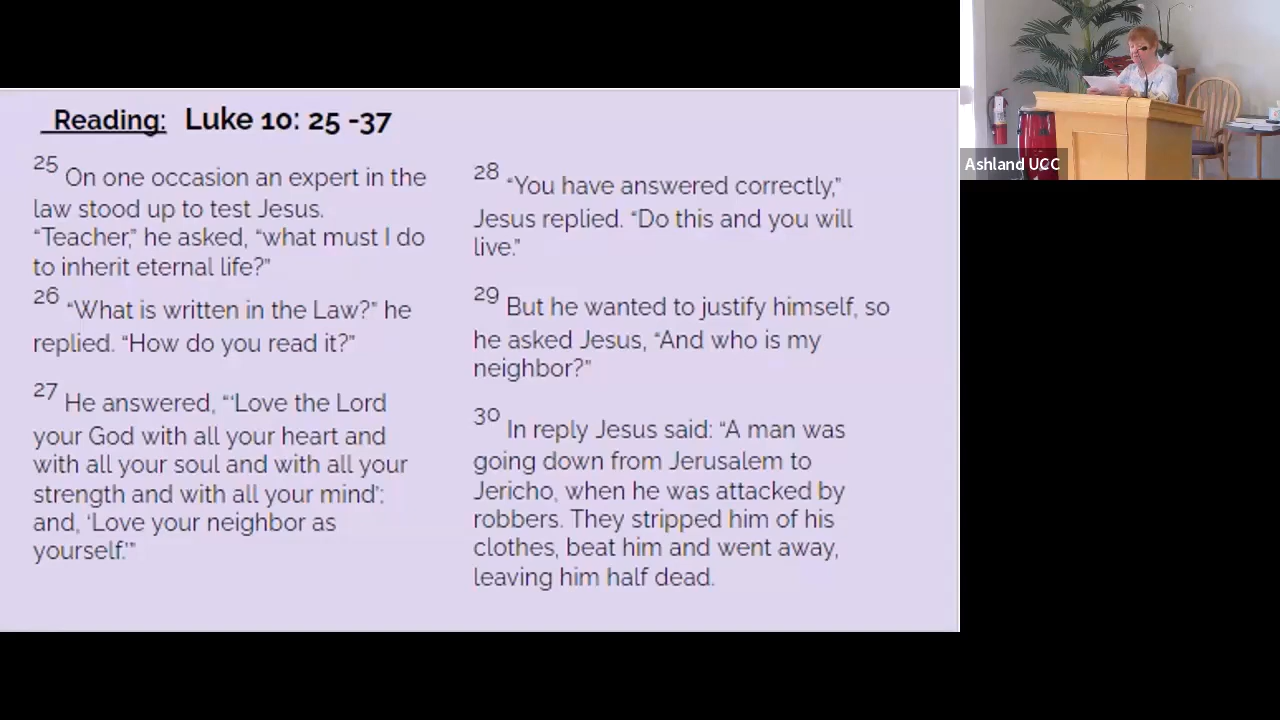 Reading: Luke 10: 25 -37
25 On one occasion an expert in the
law stood up to test Jesus.
“Teacher,” he asked, “what must I do
to inherit eternal life?”
26 “What is written in the Law?” he
replied. “How do you read it?”
27 He answered, “‘Love the Lord
your God with all your heart and
with all your soul and with all your
strength and with all your mind’;
and, ‘Love your neighbor as
yourself.’”
28 “You have answered correctly,”
Jesus replied. “Do this and you will
live.”
29 But he wanted to justify himself, so
he asked Jesus, “And who is my
neighbor?”
30 In reply Jesus said: “A man was
going down from Jerusalem to
Jericho, when he was attacked by
robbers. They stripped him of his
clothes, beat him and went away,
leaving him half dead.
Ashland UCC